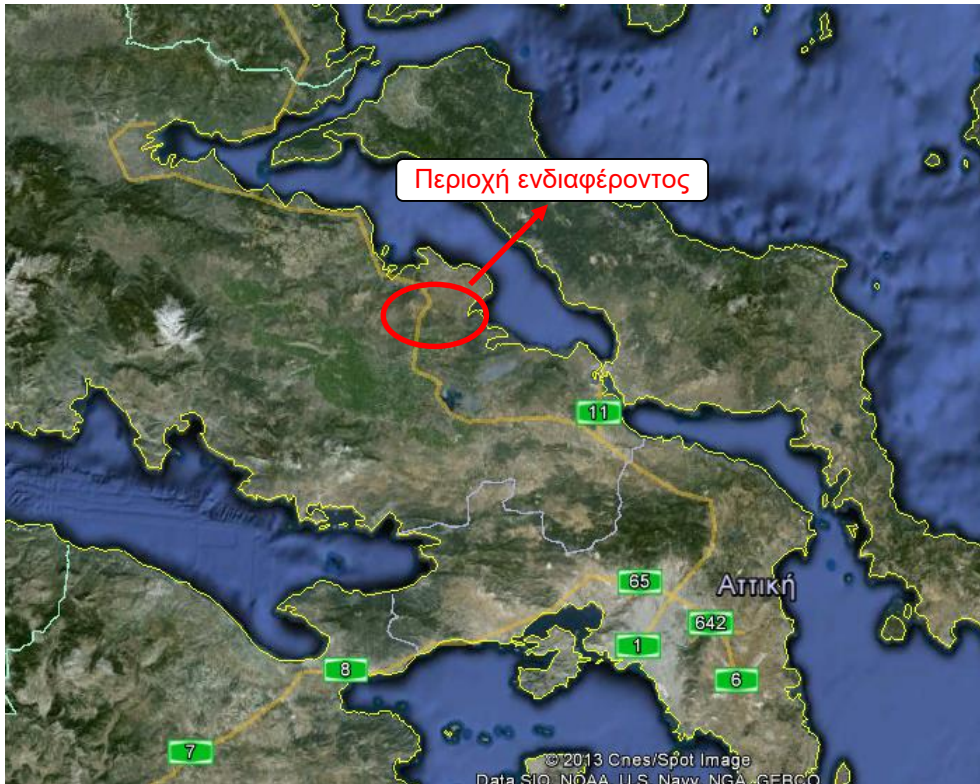 Περιοχή ενδιαφέροντος
11
65
Αττική
642
1
8
6
7
©2013 Cnes/Spot Image
Data SIO, NOAA, U.S. Navy, NGA, GEBCO